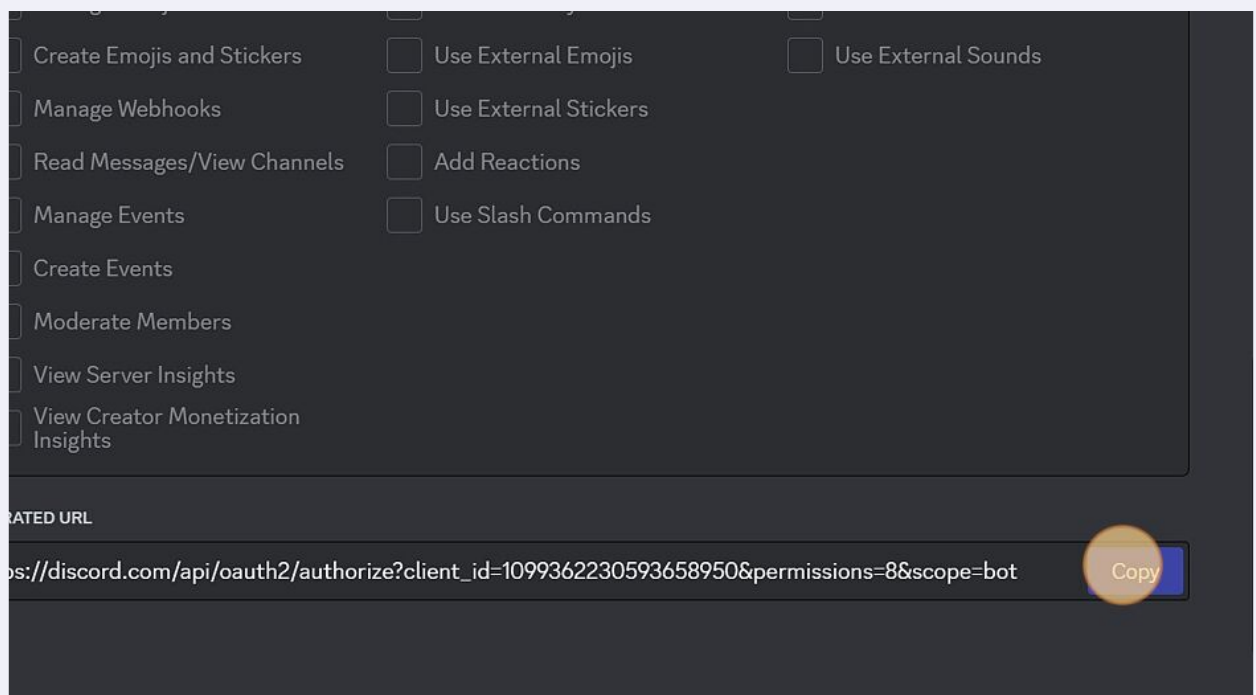 Create Emojis and Stickers
Use External Emojis
Use External Sounds
Manage Webhooks
Use External Stickers
Read Messages/View Channels
Add Reactions
Manage Events
Use Slash Commands
Create Events
Moderate Members
View Server Insights
View Creator Monetization
Insights
RATED URL
ps://discord.com/api/oauth2/authorize?client_id=1099362230593658950&permissions=8&scope=bot
Copy